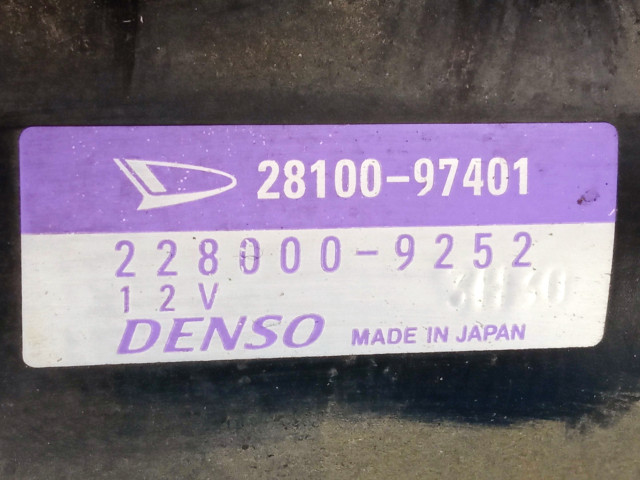 28100-97401
228000-9252
12V
DENSO MADE IN JAPAN